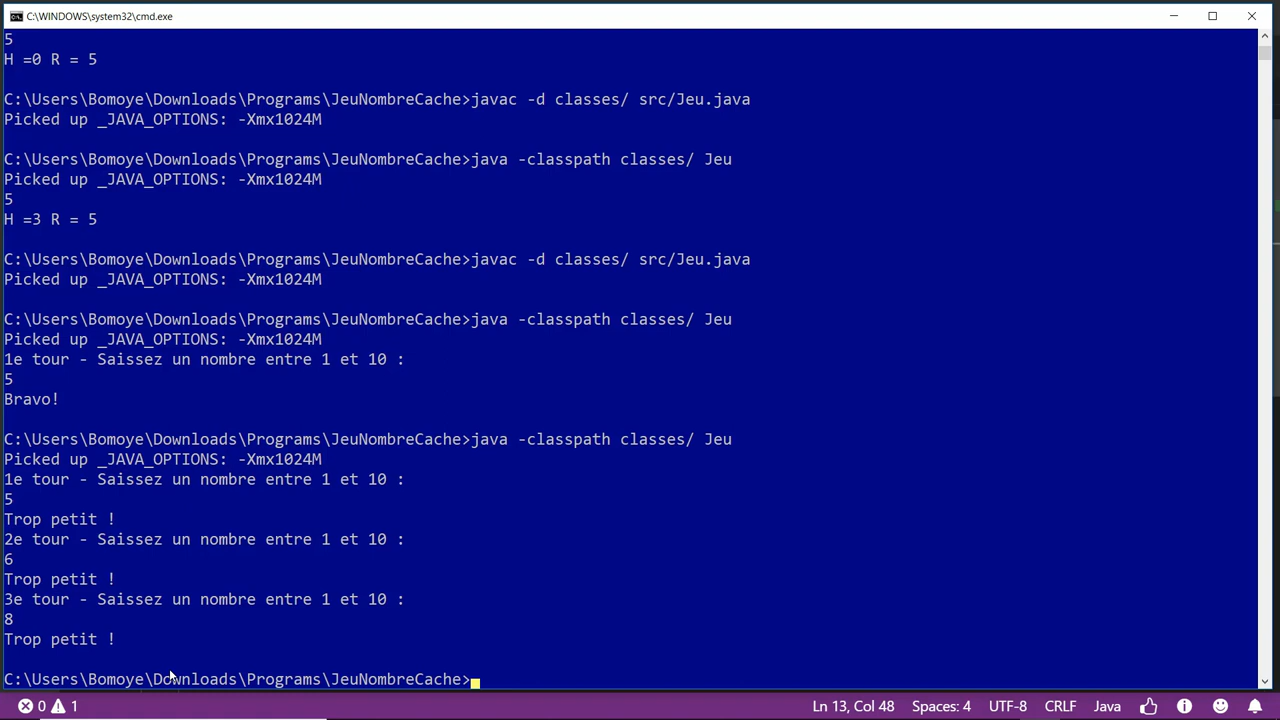 C:\WINDOWS\system32\cmd.exe
5
H =0 R = 5
C:\Users\Bomoye\Downloads\Programs\JeuNombreCache>javac -d classes/ src/Jeu.java
Picked up _JAVA_OPTIONS: -Xmx1024M
C:\Users\Bomoye\Downloads\Programs\JeuNombreCache>java -classpath classes/ Jeu
Picked up _JAVA_OPTIONS: -Xmx1024M
5
H =3 R = 5
C:\Users\Bomoye\Downloads\Programs\JeuNombreCache>javac -d classes/ src/Jeu.java
Picked up _JAVA_OPTIONS: -Xmx1024M
C:\Users\Bomoye\Downloads\Programs\JeuNombreCache>java -classpath classes/ Jeu
Picked up _JAVA_OPTIONS: -Xmx1024M
1e tour - Saissez un nombre entre 1 et 10 :
5
Bravo!
C:\Users\Bomoye\Downloads\Programs\JeuNombreCache>java -classpath classes/ Jeu
Picked up _JAVA_OPTIONS: -Xmx1024M
1e tour - Saissez un nombre entre 1 et 10 :
5
Trop petit !
2e tour - Saissez un nombre entre 1 et 10 :
6
Trop petit !
3e tour - Saissez un nombre entre 1 et 10 :
8
Trop petit !
C:\Users\Bomoye\Downloads\Programs\JeuNombreCache>
0 1 Ln 13, Col 48 Spaces: 4 UTF-8 CRLF Java